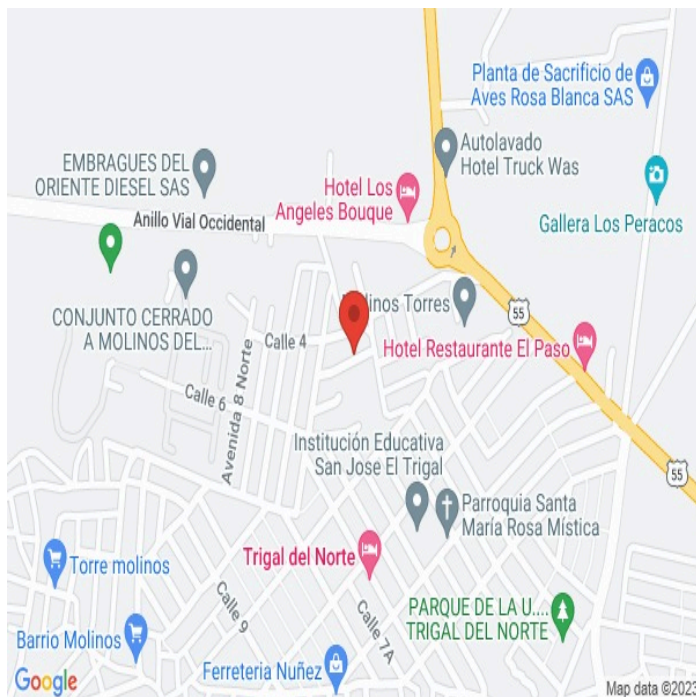 Planta de Sacrificio de
Aves Rosa Blanca SAS
Autolavado
Hotel Truck Was
EMBRAGUES DEL
ORIENTE DIESEL SAS
Hotel Los
Angeles Bouque
Gallera Los Peracos
Anillo Vial Occidental
55
Torres
CONJUNTO CERRADO
A MOLINOS DEL...
Calle 4
Hotel Restaurante El Paso
Avenida 8 Norte
Calle 6
Institución Educativa
San Jose El Trigal
55
Parroquia Santa
María Rosa Mística
Trigal del Norte
Torre molinos
Calle 9
PARQUE DE LA U....
TRIGAL DEL NORTE
Calle 7A
Barrio Molinos
Ferreteria Nuñez
Google
Map data